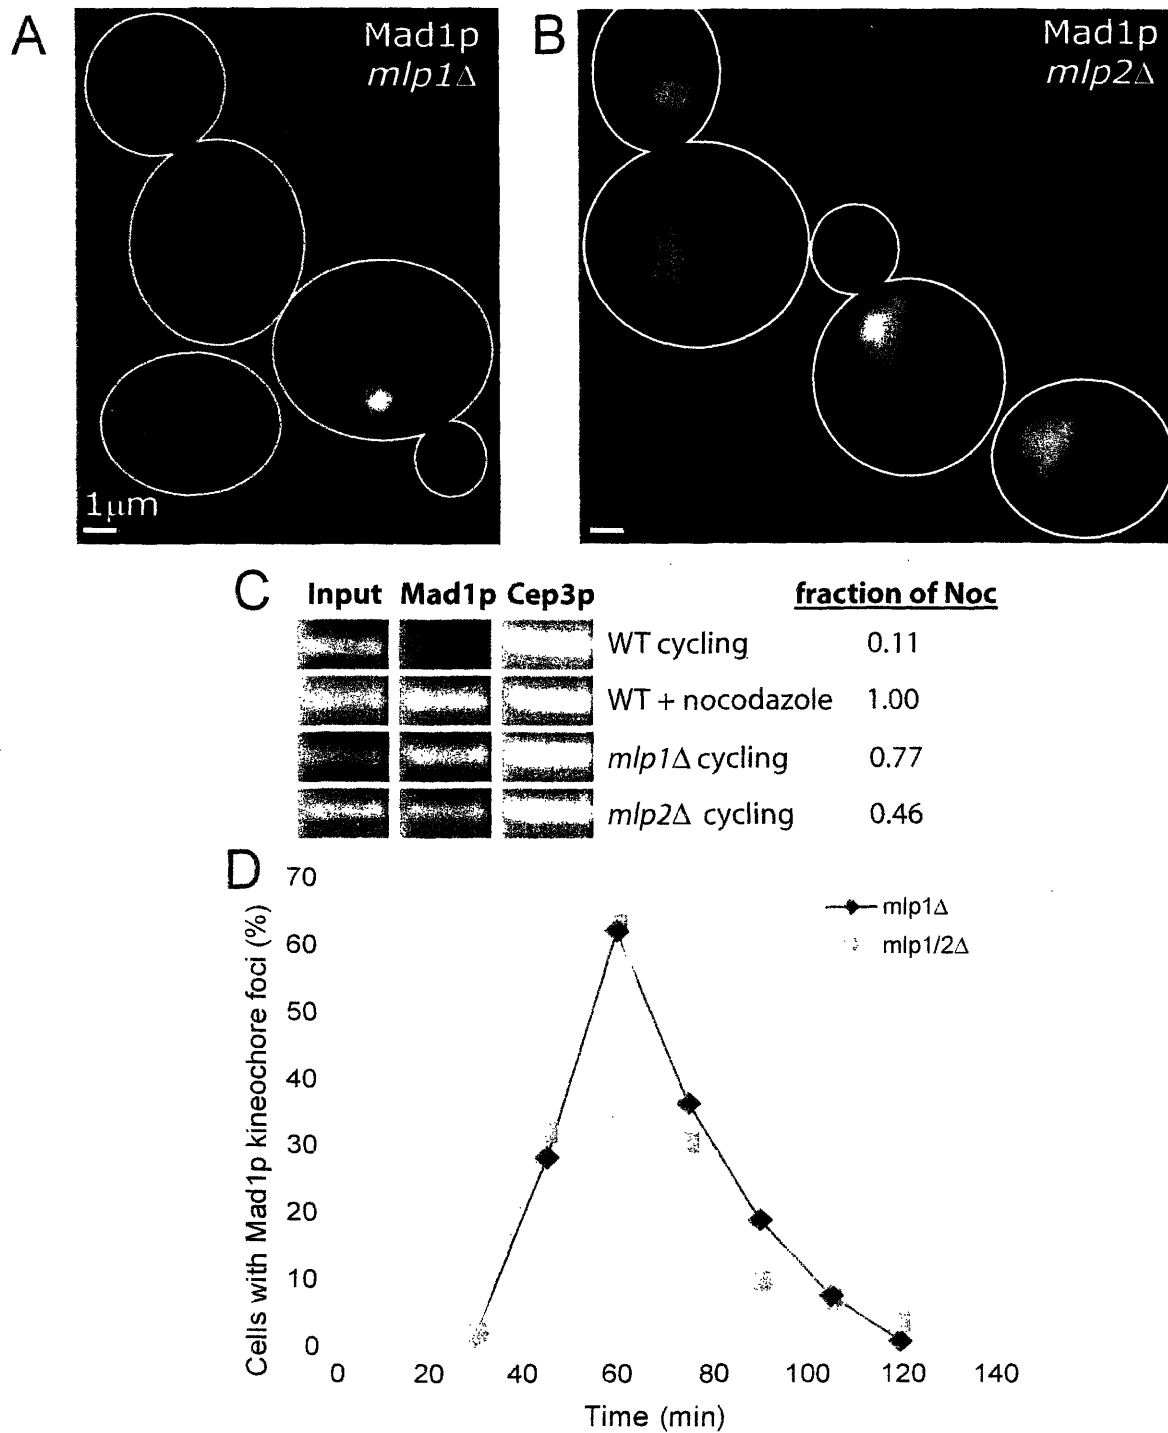 A
Mad1p
mlp1Δ
1μm
B
Mad1p
mlp2Δ
C
Input Mad1p Cep3p fraction of Noc
WT cycling 0.11
WT + nocodazole 1.00
mlp1Δ cycling 0.77
mlp2Δ cycling 0.46
D
Cells with Mad1p kineochore foci (%)
70
60
50
40
30
20
10
0
mlp1Δ
mlp1/2Δ
0 20 40 60 80 100 120 140
Time (min)